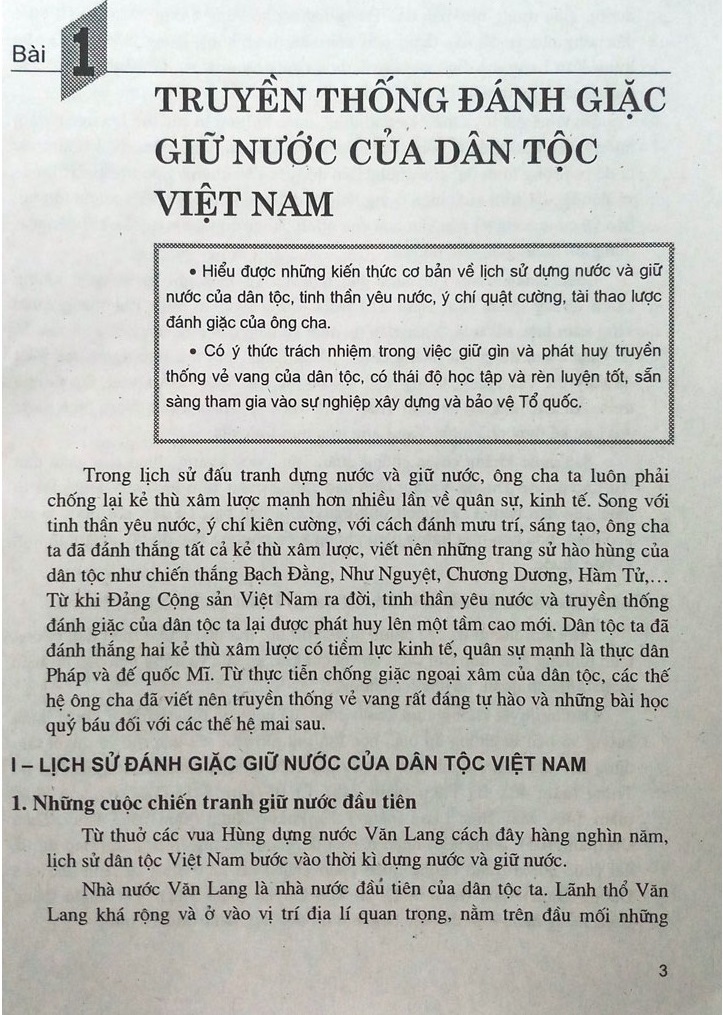 Bài 1
TRUYỀN THỐNG ĐÁNH GIẶC
GIỮ NƯỚC CỦA DÂN TỘC
VIỆT NAM
• Hiểu được những kiến thức cơ bản về lịch sử dựng nước và giữ
nước của dân tộc, tinh thần yêu nước, ý chí quật cường, tài thao lược
đánh giặc của ông cha.
• Có ý thức trách nhiệm trong việc giữ gìn và phát huy truyền
thống vẻ vang của dân tộc, có thái độ học tập và rèn luyện tốt, sẵn
sàng tham gia vào sự nghiệp xây dựng và bảo vệ Tổ quốc.
Trong lịch sử đấu tranh dựng nước và giữ nước, ông cha ta luôn phải
chống lại kẻ thù xâm lược mạnh hơn nhiều lần về quân sự, kinh tế. Song với
tinh thần yêu nước, ý chí kiên cường, với cách đánh mưu trí, sáng tạo, ông cha
ta đã đánh thắng tất cả kẻ thù xâm lược, viết nên những trang sử hào hùng của
dân tộc như chiến thắng Bạch Đằng, Như Nguyệt, Chương Dương, Hàm Tử,...
Từ khi Đảng Cộng sản Việt Nam ra đời, tinh thần yêu nước và truyền thống
đánh giặc của dân tộc ta lại được phát huy lên một tầm cao mới. Dân tộc ta đã
đánh thắng hai kẻ thù xâm lược có tiềm lực kinh tế, quân sự mạnh là thực dân
Pháp và đế quốc Mĩ. Từ thực tiễn chống giặc ngoại xâm của dân tộc, các thế
hệ ông cha đã viết nên truyền thống vẻ vang rất đáng tự hào và những bài học
quý báu đối với các thế hệ mai sau.
I – LỊCH SỬ ĐÁNH GIẶC GIỮ NƯỚC CỦA DÂN TỘC VIỆT NAM
1. Những cuộc chiến tranh giữ nước đầu tiên
Từ thuở các vua Hùng dựng nước Văn Lang cách đây hàng nghìn năm,
lịch sử dân tộc Việt Nam bước vào thời kì dựng nước và giữ nước.
Nhà nước Văn Lang là nhà nước đầu tiên của dân tộc ta. Lãnh thổ Văn
Lang khá rộng và ở vào vị trí địa lí quan trọng, nằm trên đầu mối những
3